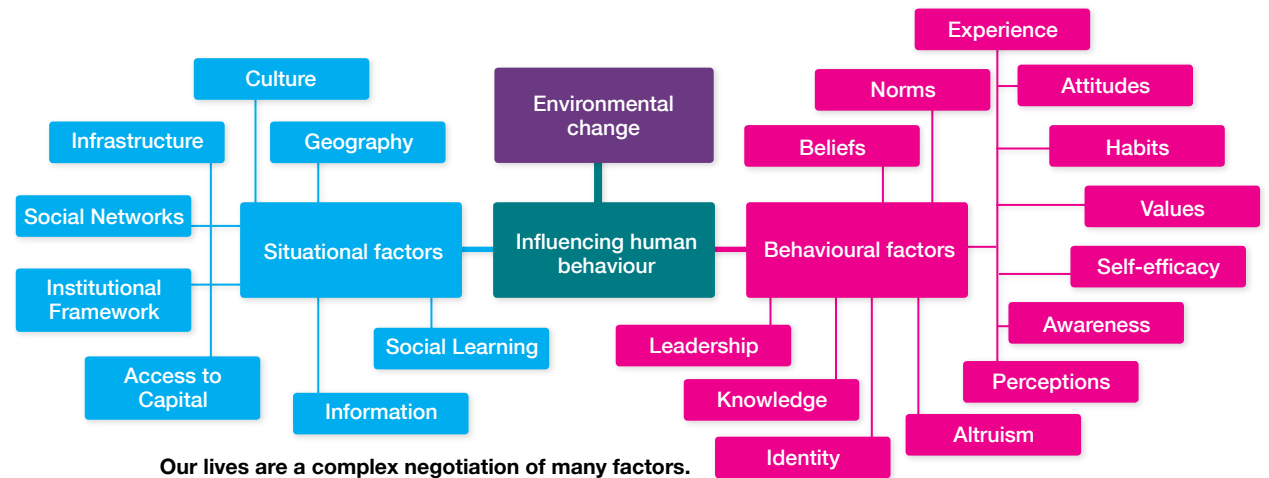 Experience
Culture
Environmental
change
Norms
Attitudes
Infrastructure
Geography
Beliefs
Habits
Social Networks
Situational factors
Influencing human
behaviour
Behavioural factors
Values
Self-efficacy
Institutional
Framework
Social Learning
Leadership
Awareness
Access to
Capital
Information
Knowledge
Perceptions
Identity
Altruism
Our lives are a complex negotiation of many factors.